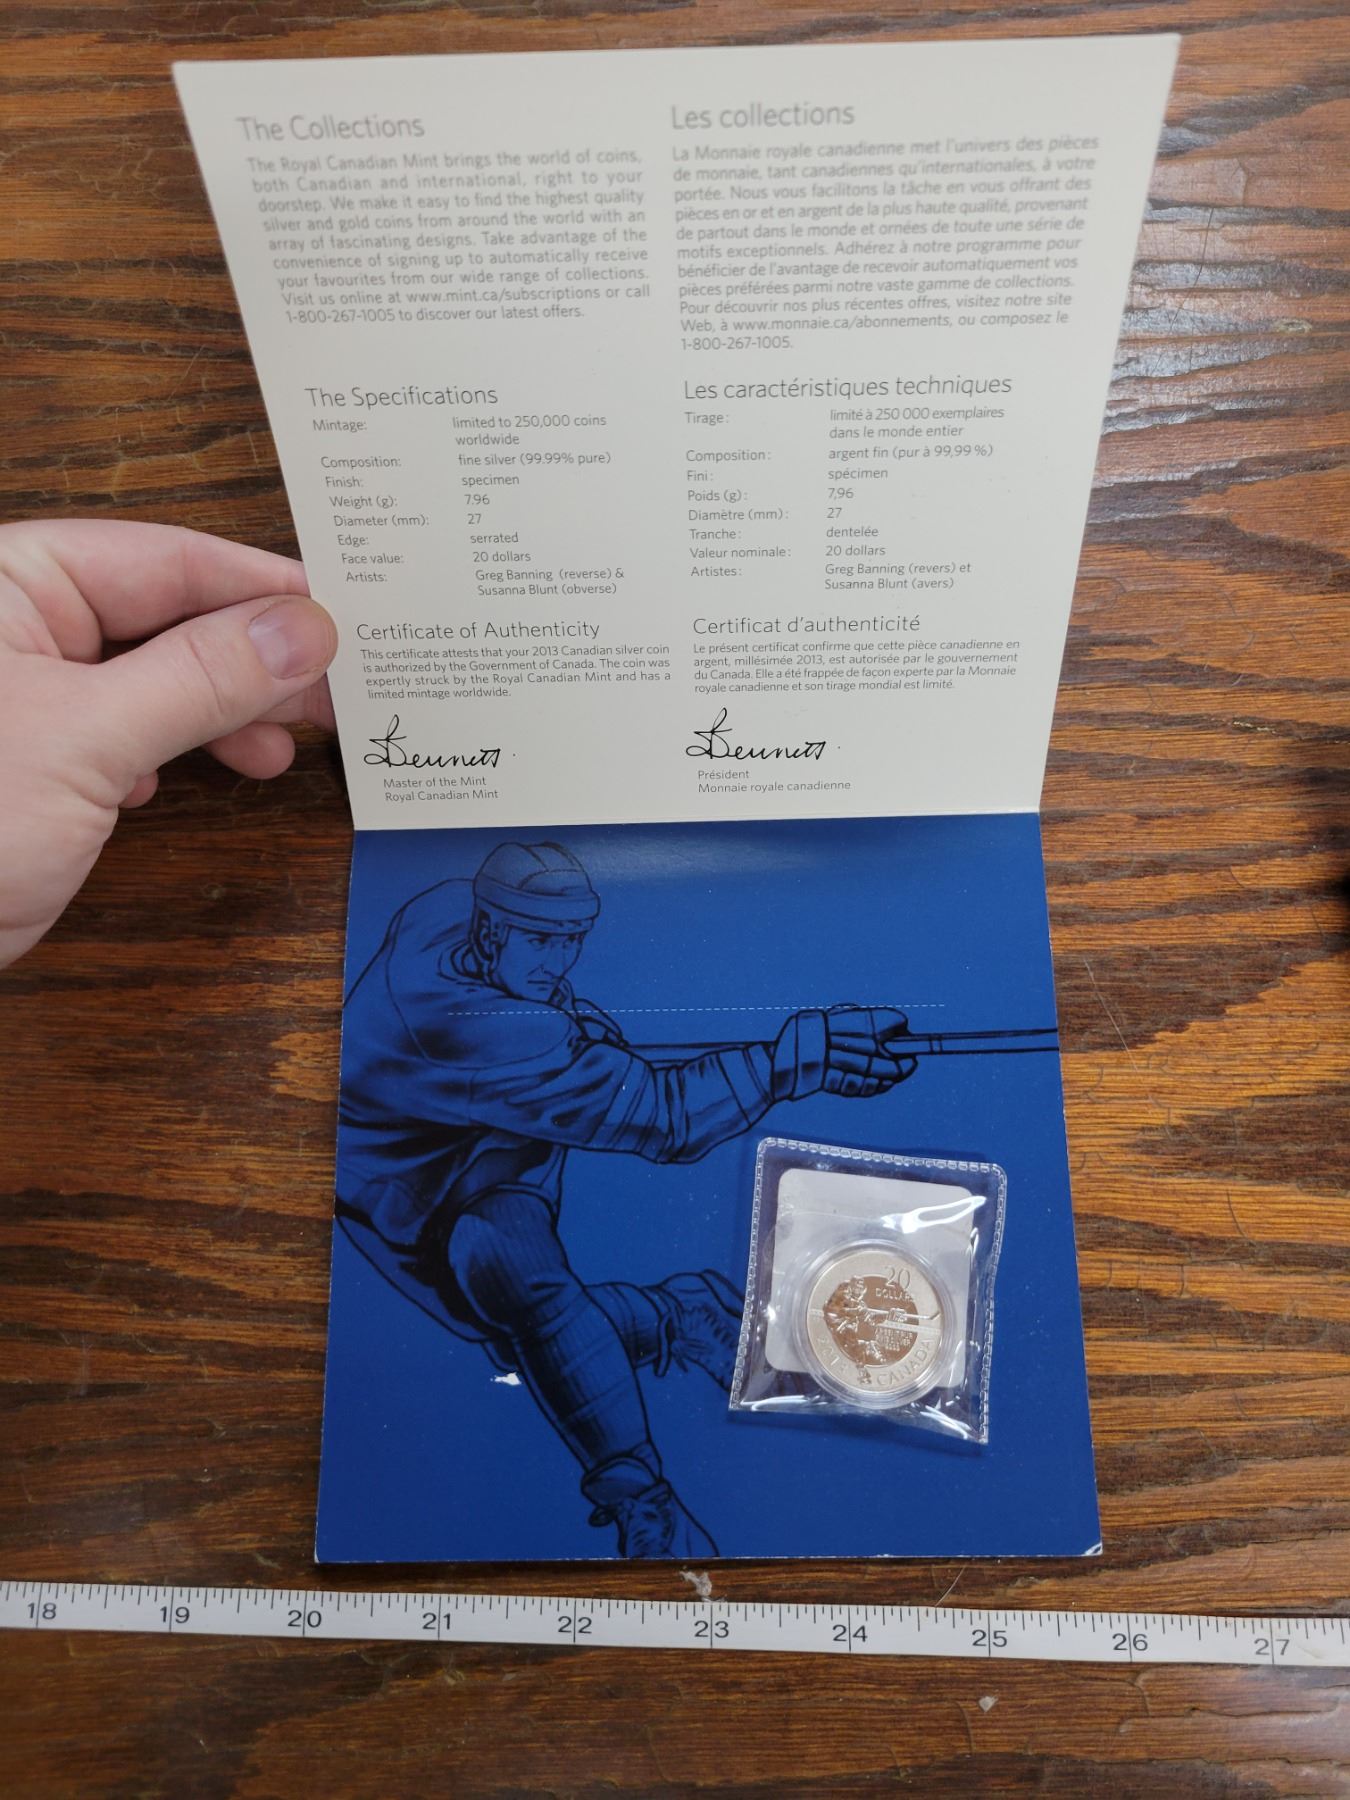 The Collections
The Royal Canadian Mint brings the world of coins,
both Canadian and international, right to your
doorstep. We make it easy to find the highest quality
silver and gold coins from around the world with an
array of fascinating designs. Take advantage of the
convenience of signing up to automatically receive
your favourites from our wide range of collections.
Visit us online at www.mint.ca/subscriptions or call
1-800-267-1005 to discover our latest offers.
Les collections
La Monnaie royale canadienne met l'univers des pièces
de monnaie, tant canadiennes qu'internationales, à votre
portée. Nous vous facilitons la tâche en vous offrant des
pièces en or et en argent de la plus haute qualité, provenant
de partout dans le monde et ornées de toute une série de
motifs exceptionnels. Adhérez à notre programme pour
bénéficier de l'avantage de recevoir automatiquement vos
pièces préférées parmi notre vaste gamme de collections.
Pour découvrir nos plus récentes offres, visitez notre site
Web, à www.monnaie.ca/abonnements, ou composez le
1-800-267-1005.
The Specifications
Mintage: limited to 250,000 coins
worldwide
Composition: fine silver (99.99% pure)
Finish: specimen
Weight (g): 7.96
Diameter (mm): 27
Edge: serrated
Face value: 20 dollars
Artists: Greg Banning (reverse) &
Susanna Blunt (obverse)
Les caractéristiques techniques
Tirage: limité à 250 000 exemplaires
dans le monde entier
Composition: argent fin (pur à 99,99 %)
Fini: spécimen
Poids (g): 7,96
Diamètre (mm): 27
Tranche: dentelée
Valeur nominale: 20 dollars
Artistes: Greg Banning (revers) et
Susanna Blunt (avers)
Certificate of Authenticity
This certificate attests that your 2013 Canadian silver coin
is authorized by the Government of Canada. The coin was
expertly struck by the Royal Canadian Mint and has a
limited mintage worldwide.
Bennett
Master of the Mint
Royal Canadian Mint
Certificat d'authenticité
Le présent certificat confirme que cette pièce canadienne en
argent, millésimée 2013, est autorisée par le gouvernement
du Canada. Elle a été frappée de façon experte par la Monnaie
royale canadienne et son tirage mondial est limité.
Bennett
Président
Monnaie royale canadienne
20
DOLLARS
2013 CANADA
18 19 20 21 22 23 24 25 26 27